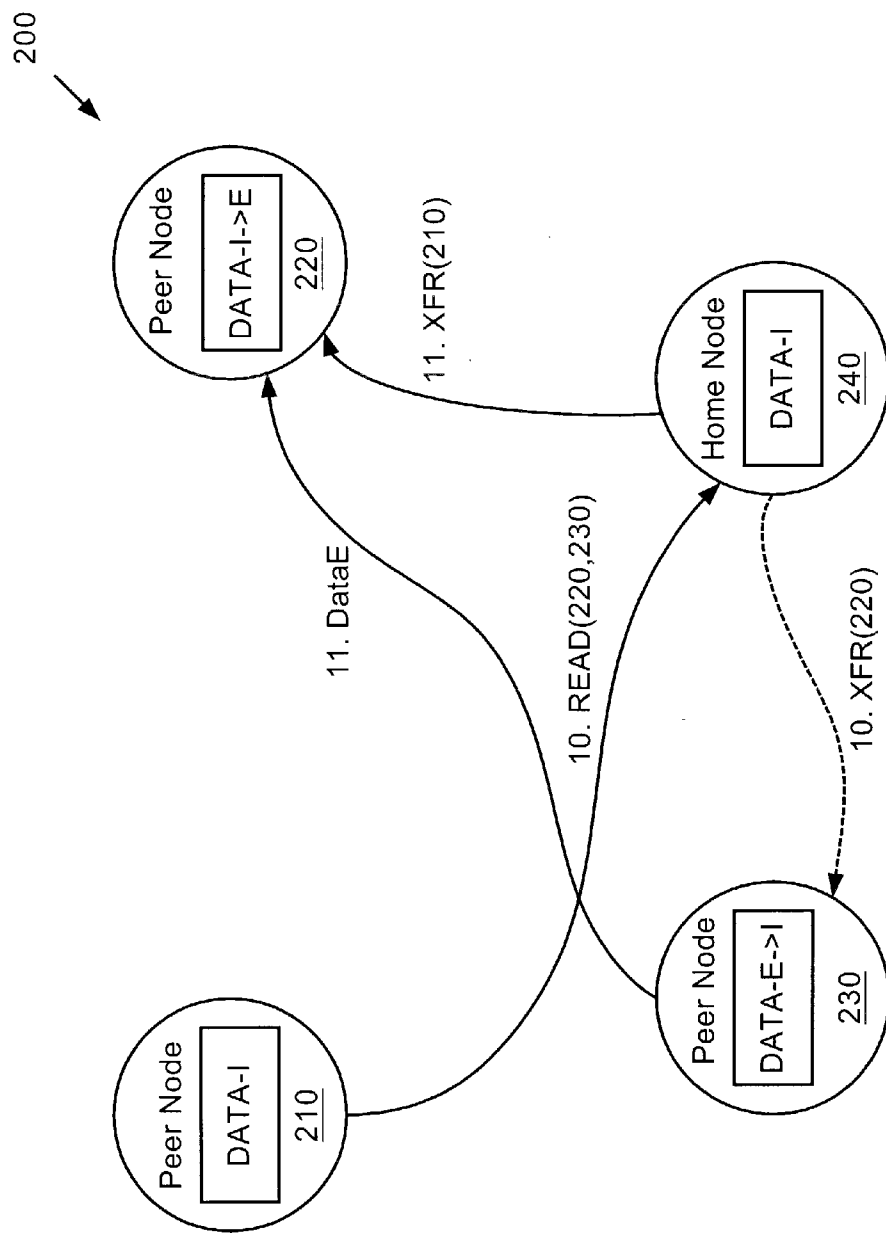 200
Peer Node
DATA-I
210
Peer Node
DATA-I->E
220
11. DataE
11. XFR(210)
10. READ(220,230)
Peer Node
DATA-E->I
230
Home Node
DATA-I
240
10. XFR(220)